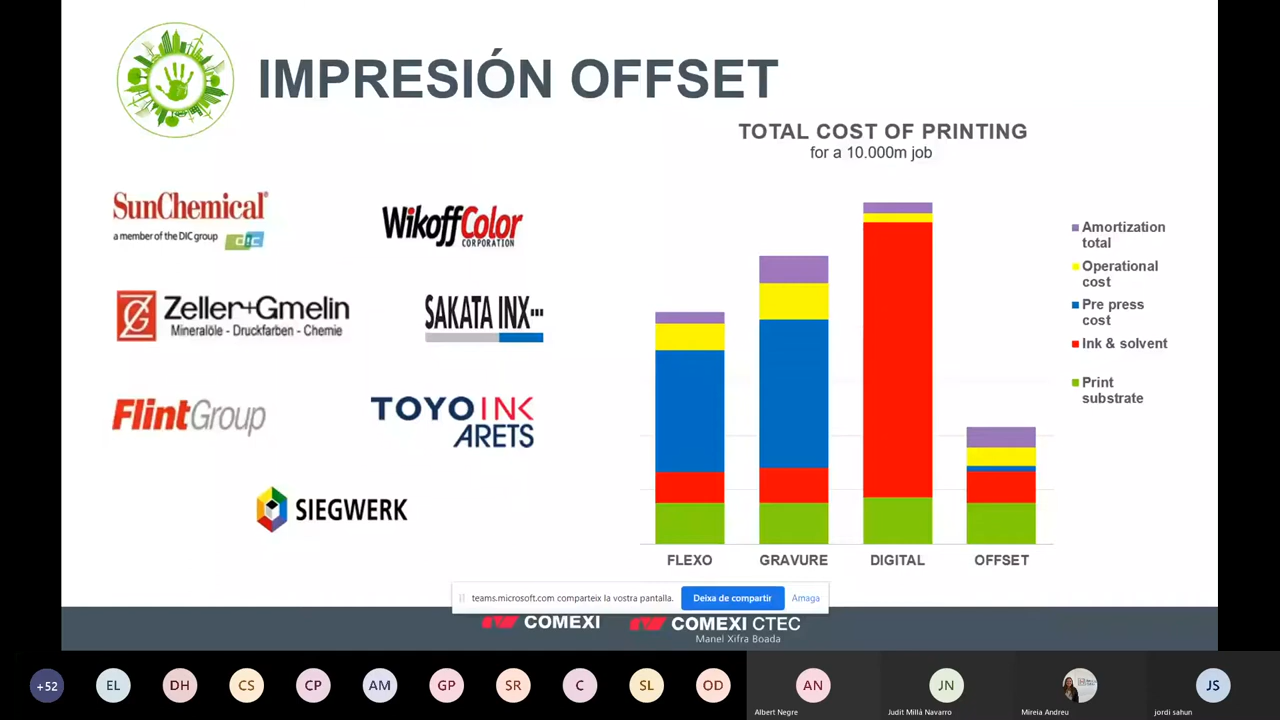 IMPRESIÓN OFFSET
TOTAL COST OF PRINTING
for a 10.000m job
SunChemical®
a member of the DIC group
DIC
WikoffColor
CORPORATION
Zeller+Gmelin
Mineralöle - Druckfarben - Chemie
SAKATA INX
FlintGroup
TOYO INK
ARETS
SIEGWERK
Amortization
total
Operational
cost
Pre press
cost
Ink & solvent
Print
substrate
FLEXO
GRAVURE
DIGITAL
OFFSET
teams.microsoft.com comparteix la vostra pantalla.
Deixa de compartir
Amaga
COMEXI
COMEXI CTEC
Manel Xifra Boada
+52
EL
DH
CS
CP
AM
GP
SR
C
SL
OD
AN
JN
JS
Albert Negre
Judit Millà Navarro
Mireia Andreu
jordi sahun